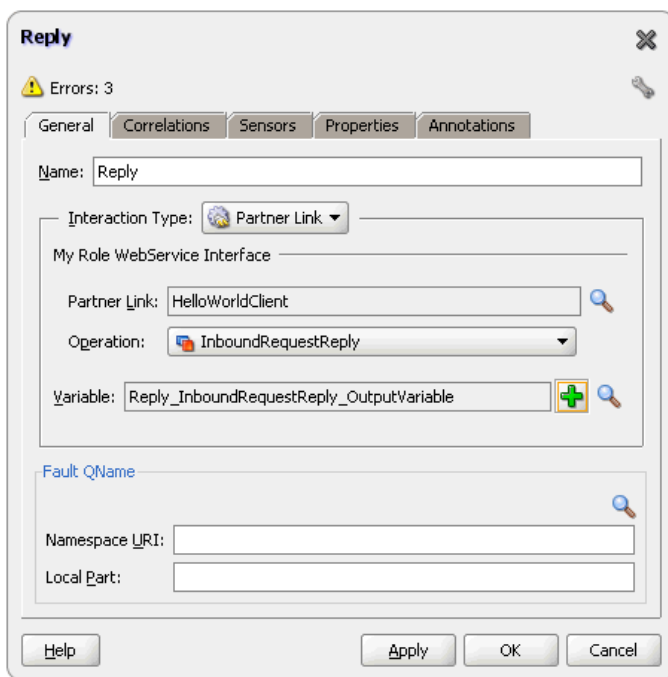 Reply
Errors: 3
General Correlations Sensors Properties Annotations
Name: Reply
Interaction Type: Partner Link
My Role WebService Interface
Partner Link: HelloWorldClient
Operation: InboundRequestReply
Variable: Reply_InboundRequestReply_OutputVariable
Fault QName
Namespace URI:
Local Part:
Help Apply OK Cancel